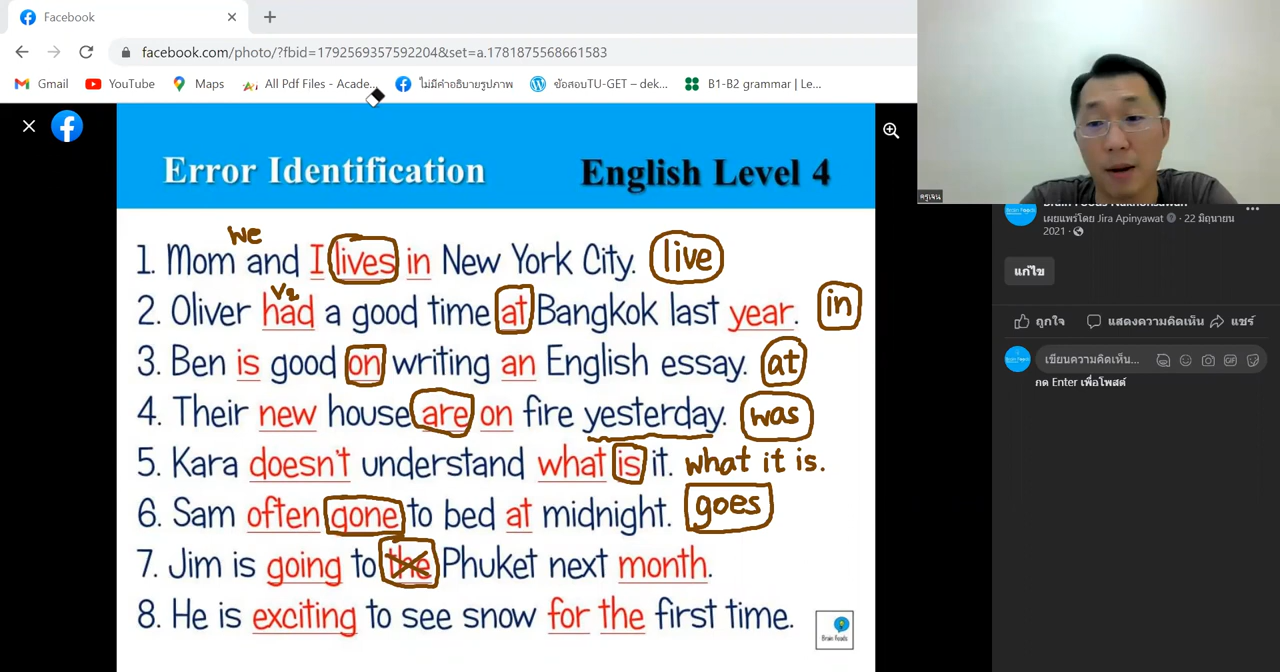 Facebook
facebook.com/photo/?fbid=1792569357592204&set=a.1781875568661583
Gmail YouTube Maps All Pdf Files - Acade... ไม่มีคำอธิบายรูปภาพ ข้อสอบTU-GET – dek... B1-B2 grammar | Le...
Error Identification English Level 4
we
1. Mom and I lives in New York City. live
V2
2. Oliver had a good time at Bangkok last year. in
3. Ben is good on writing an English essay. at
4. Their new house are on fire yesterday. was
5. Kara doesn't understand what is it. what it is.
6. Sam often gone to bed at midnight. goes
7. Jim is going to the Phuket next month.
8. He is exciting to see snow for the first time.
Brain Foods
ครูเจน
Brain Foods Nakhonsawan
เผยแพร่โดย Jira Apinyawat · 22 มิถุนายน
2021 ·
แก้ไข
ถูกใจ แสดงความคิดเห็น แชร์
เขียนความคิดเห็น...
กด Enter เพื่อโพสต์